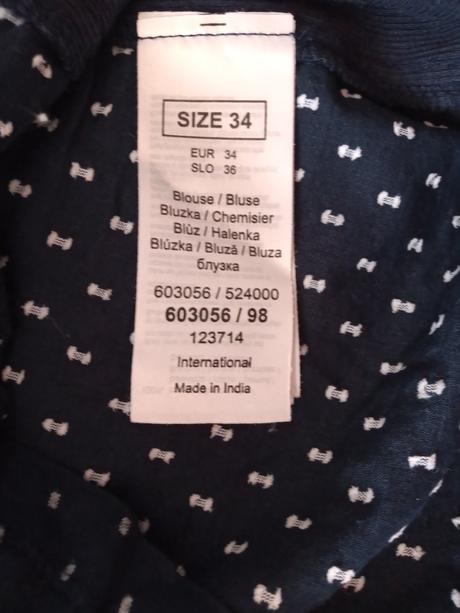 SIZE 34
EUR 34
SLO 36
Blouse / Bluse
Bluzka / Chemisier
Blùz / Halenka
Blúzka / Bluză / Bluza
блузка
603056 / 524000
603056 / 98
123714
International
Made in India